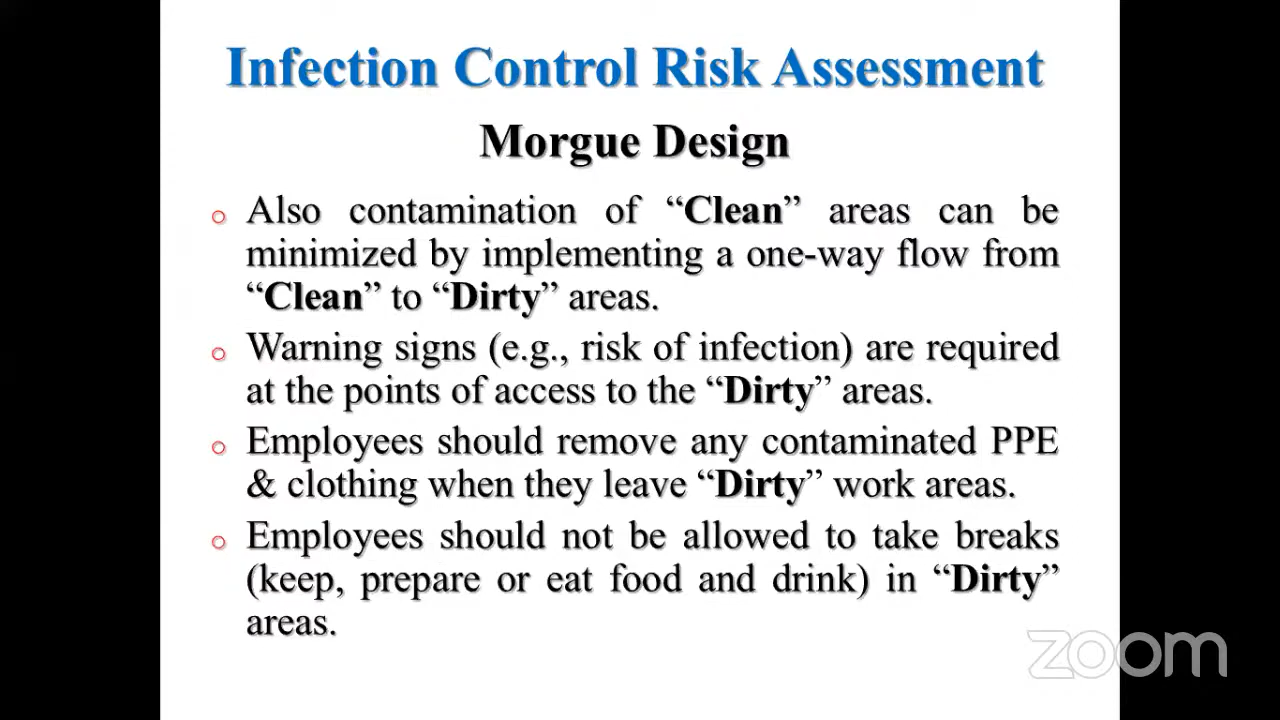 Infection Control Risk Assessment
Morgue Design
Also contamination of “Clean” areas can be
minimized by implementing a one-way flow from
“Clean” to “Dirty” areas.
Warning signs (e.g., risk of infection) are required
at the points of access to the “Dirty” areas.
Employees should remove any contaminated PPE
& clothing when they leave “Dirty” work areas.
Employees should not be allowed to take breaks
(keep, prepare or eat food and drink) in “Dirty”
areas.
zoom